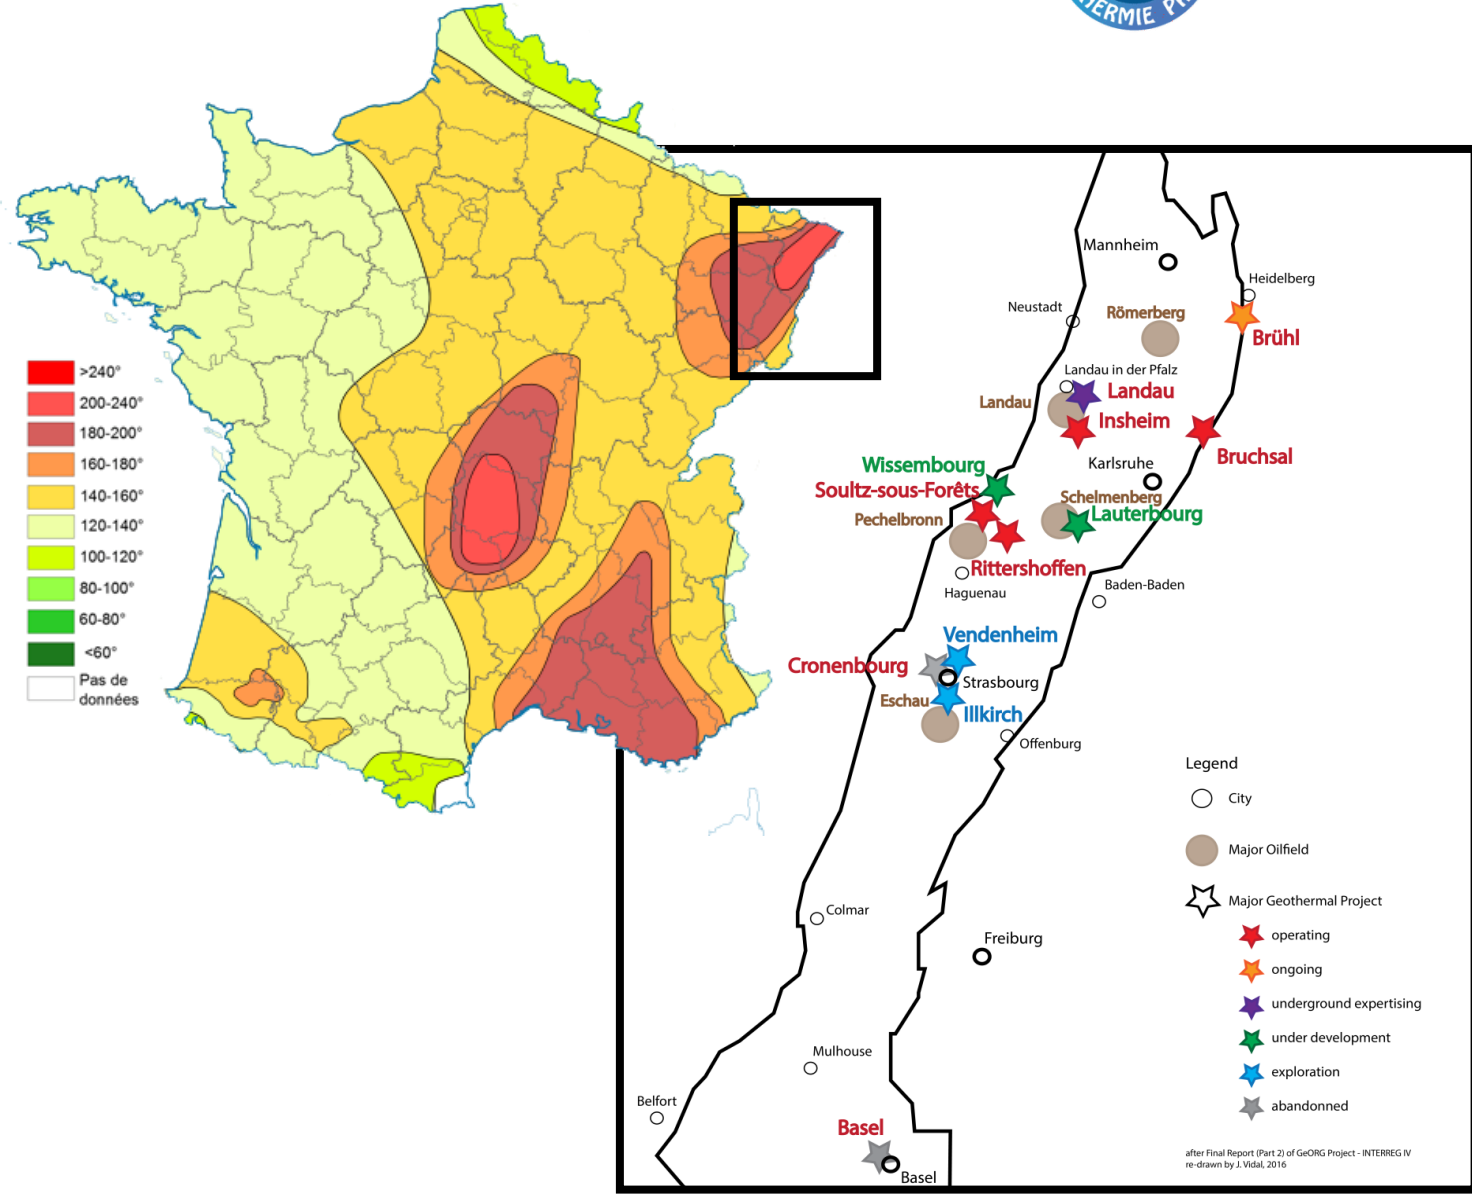 >240°
200-240°
180-200°
160-180°
140-160°
120-140°
100-120°
80-100°
60-80°
<60°
Pas de
données
Mannheim
Heidelberg
Neustadt
Römerberg
Brühl
Landau in der Pfalz
Landau
Landau
Insheim
Bruchsal
Karlsruhe
Wissembourg
Soultz-sous-Forêts
Schelmenberg
Lauterbourg
Pechelbronn
Rittershoffen
Haguenau
Baden-Baden
Vendenheim
Cronenbourg
Strasbourg
Eschau
Illkirch
Offenburg
Colmar
Freiburg
Mulhouse
Belfort
Basel
Basel
Legend
City
Major Oilfield
Major Geothermal Project
operating
ongoing
underground expertising
under development
exploration
abandonned
after Final Report (Part 2) of GeORG Project - INTERREG IV
re-drawn by J. Vidal, 2016